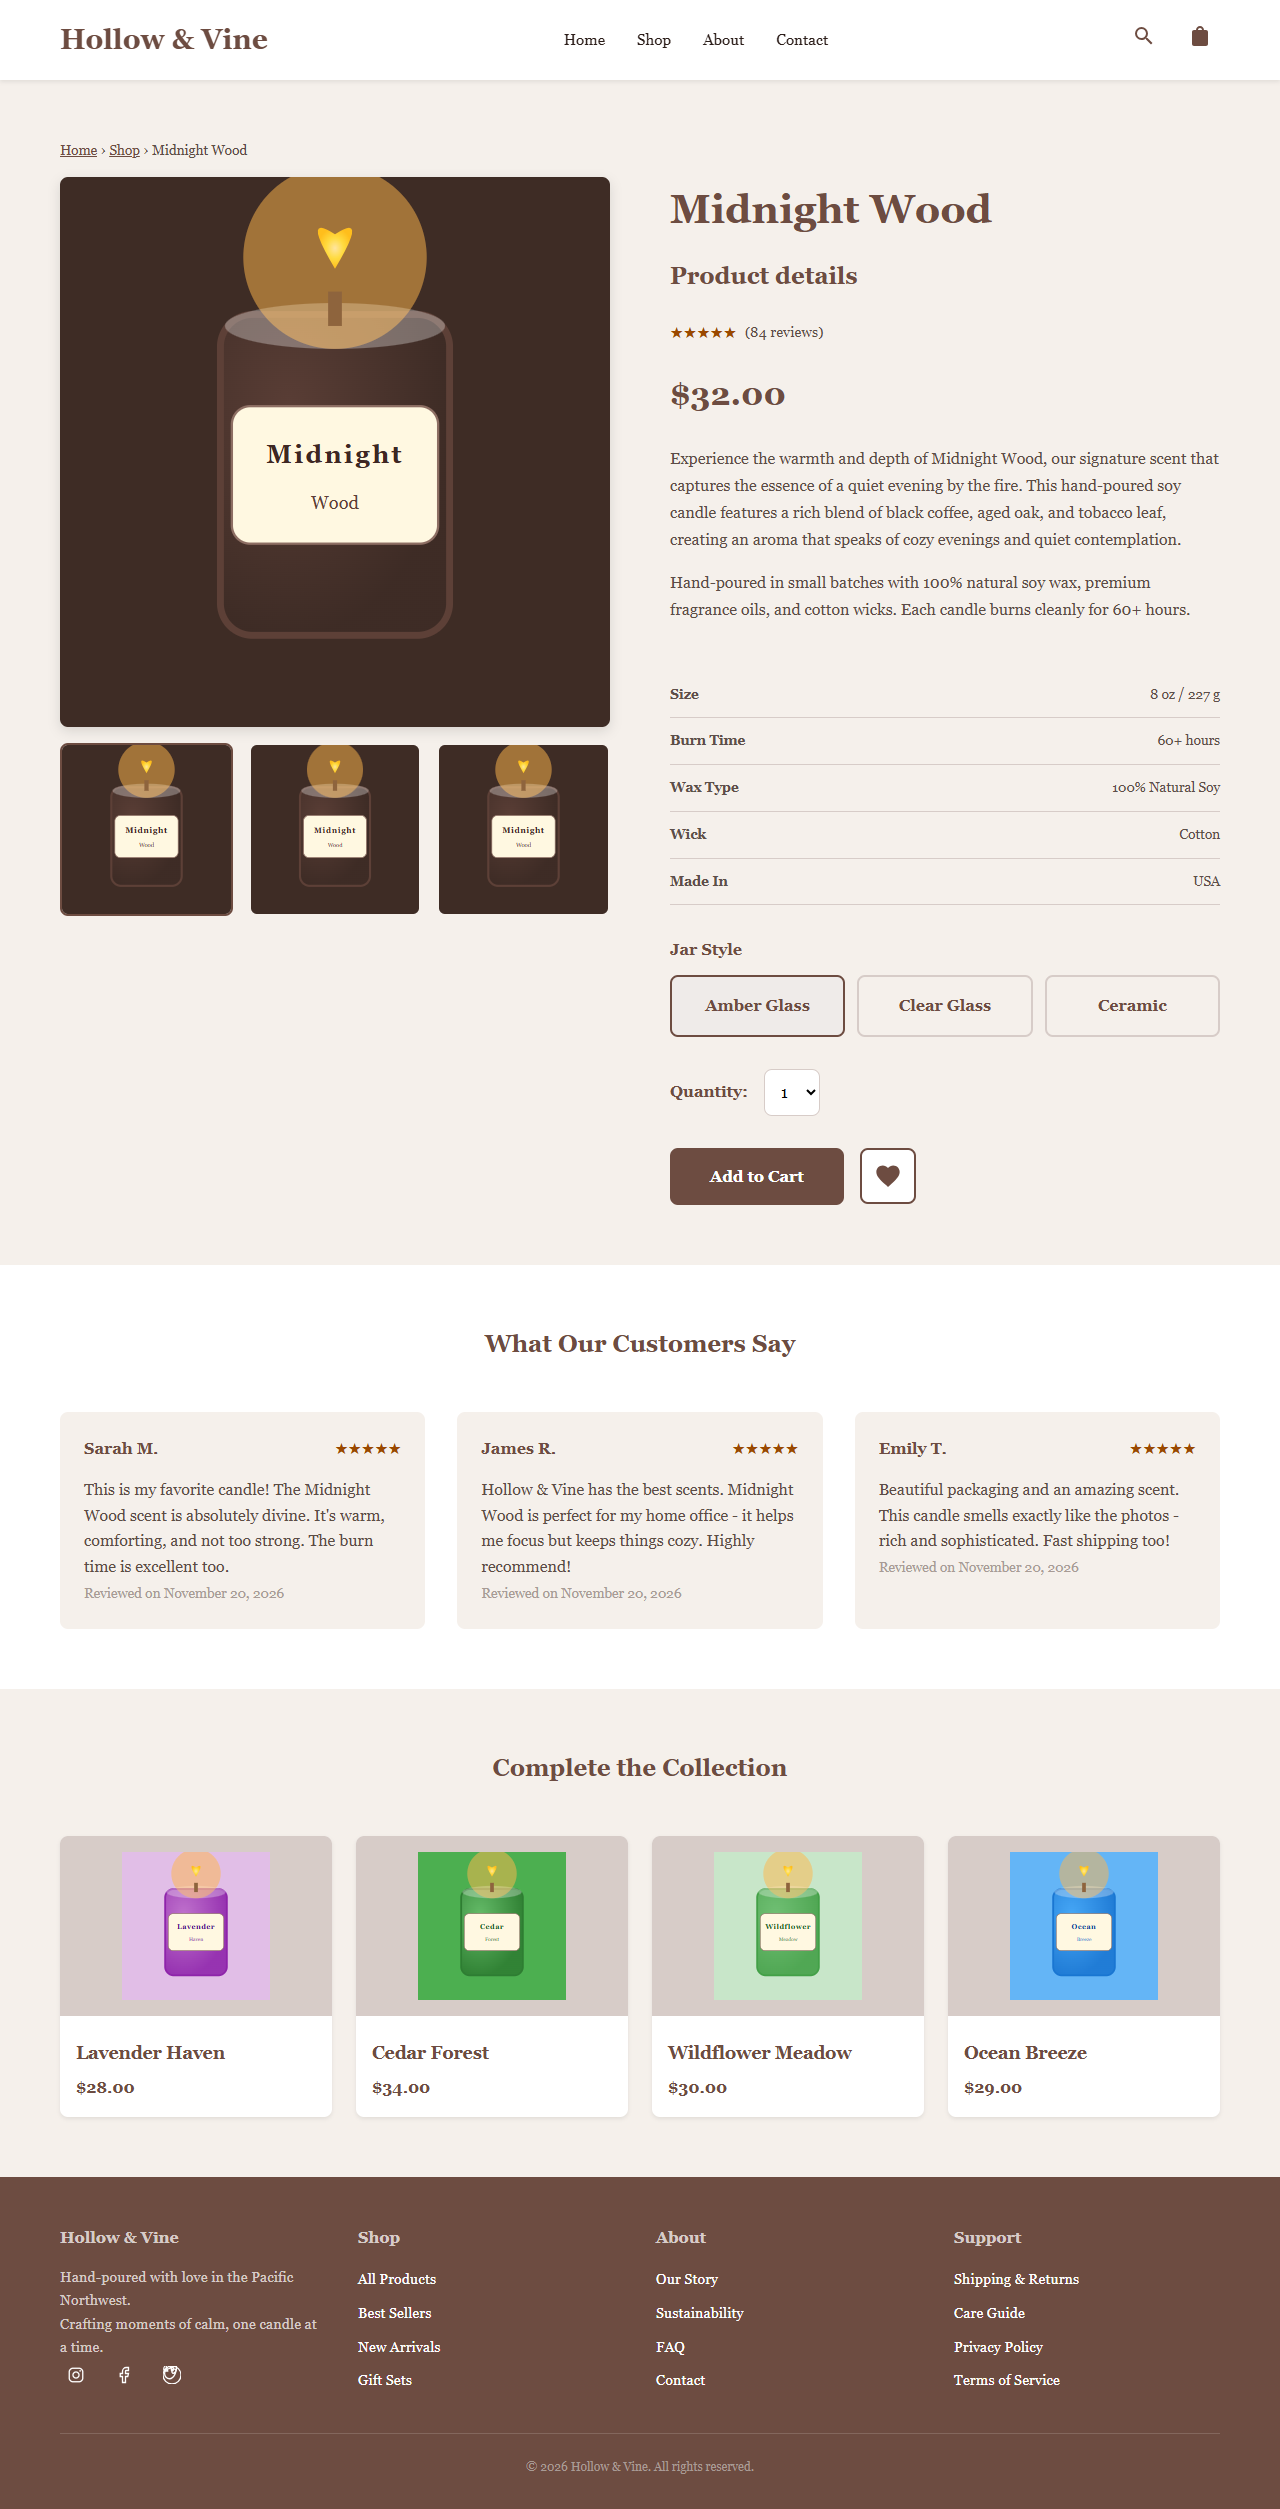 Hollow & Vine
Home
Shop
About
Contact
Home › Shop › Midnight Wood
Midnight
Wood
Midnight
Wood
Midnight
Wood
Midnight
Wood
Midnight Wood
Product details
★★★★★ (84 reviews)
$32.00
Experience the warmth and depth of Midnight Wood, our signature scent that
captures the essence of a quiet evening by the fire. This hand-poured soy
candle features a rich blend of black coffee, aged oak, and tobacco leaf,
creating an aroma that speaks of cozy evenings and quiet contemplation.
Hand-poured in small batches with 100% natural soy wax, premium
fragrance oils, and cotton wicks. Each candle burns cleanly for 60+ hours.
Size 8 oz / 227 g
Burn Time 60+ hours
Wax Type 100% Natural Soy
Wick Cotton
Made In USA
Jar Style
Amber Glass
Clear Glass
Ceramic
Quantity: 1
Add to Cart
What Our Customers Say
Sarah M. ★★★★★
This is my favorite candle! The Midnight
Wood scent is absolutely divine. It's warm,
comforting, and not too strong. The burn
time is excellent too.
Reviewed on November 20, 2026
James R. ★★★★★
Hollow & Vine has the best scents. Midnight
Wood is perfect for my home office - it helps
me focus but keeps things cozy. Highly
recommend!
Reviewed on November 20, 2026
Emily T. ★★★★★
Beautiful packaging and an amazing scent.
This candle smells exactly like the photos -
rich and sophisticated. Fast shipping too!
Reviewed on November 20, 2026
Complete the Collection
Lavender
Haven
Lavender Haven
$28.00
Cedar
Forest
Cedar Forest
$34.00
Wildflower
Meadow
Wildflower Meadow
$30.00
Ocean
Breeze
Ocean Breeze
$29.00
Hollow & Vine
Hand-poured with love in the Pacific
Northwest.
Crafting moments of calm, one candle at
a time.
Shop
All Products
Best Sellers
New Arrivals
Gift Sets
About
Our Story
Sustainability
FAQ
Contact
Support
Shipping & Returns
Care Guide
Privacy Policy
Terms of Service
© 2026 Hollow & Vine. All rights reserved.